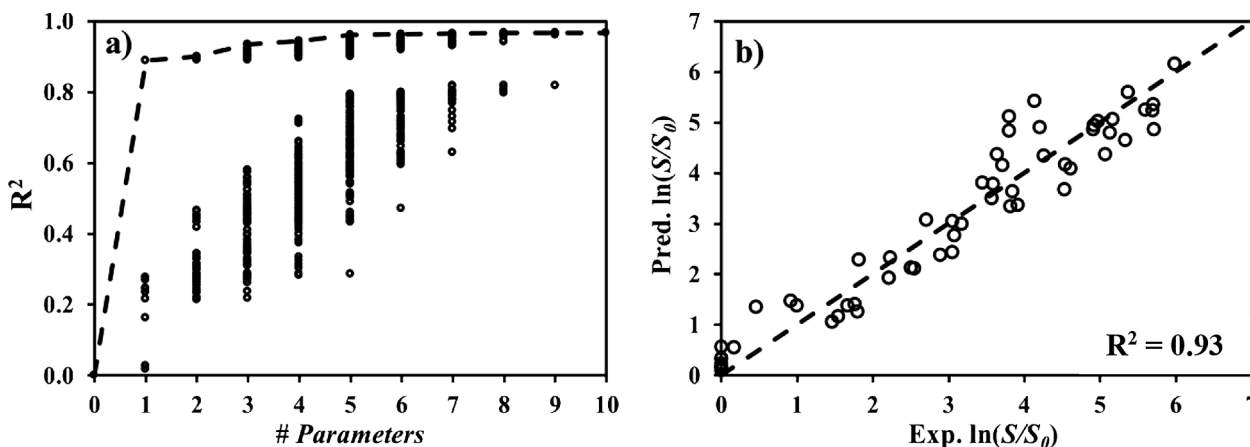 a)
1.0
0.8
0.6
0.4
0.2
0.0
R²
0 1 2 3 4 5 6 7 8 9 10
# Parameters
b)
7
6
5
4
3
2
1
0
Pred. ln(S/S₀)
R² = 0.93
0 1 2 3 4 5 6 7
Exp. ln(S/S₀)